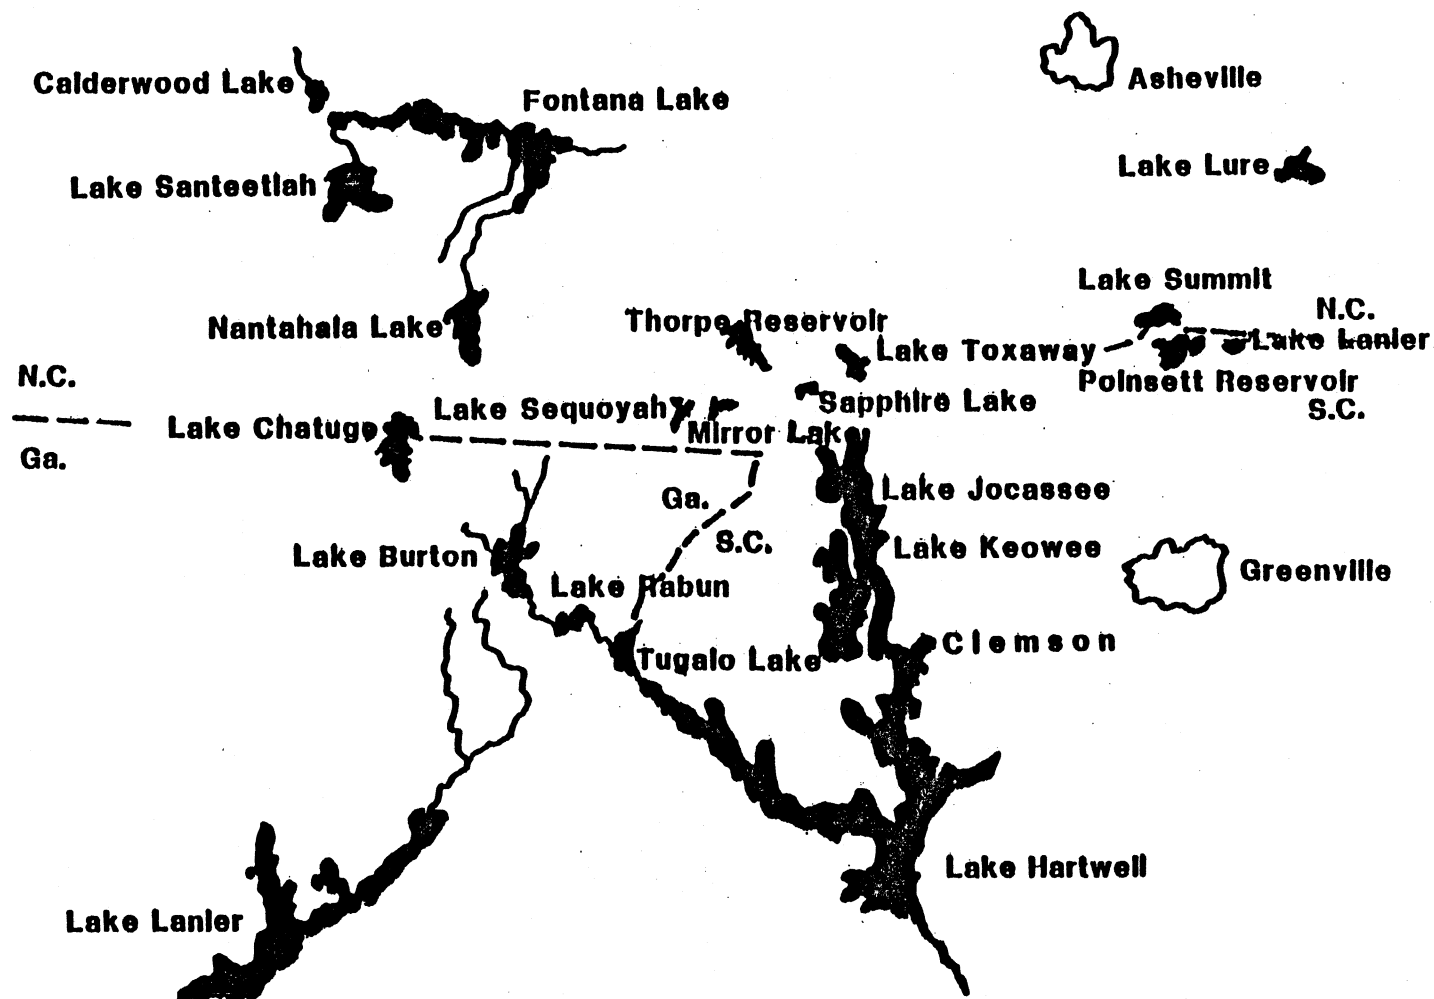 Asheville
Calderwood Lake
Fontana Lake
Lake Lure
Lake Santeetlah
Lake Summit
N.C.
Thorpe Reservoir
Nantahala Lake
Lake Lanier
Lake Toxaway
N.C.
Poinsett Reservoir
Sapphire Lake
S.C.
Lake Sequoyah
Lake Chatuge
Mirror Lake
Ga.
Lake Jocassee
Ga.
S.C.
Lake Keowee
Lake Burton
Greenville
Lake Rabun
Clemson
Tugalo Lake
Lake Hartwell
Lake Lanier